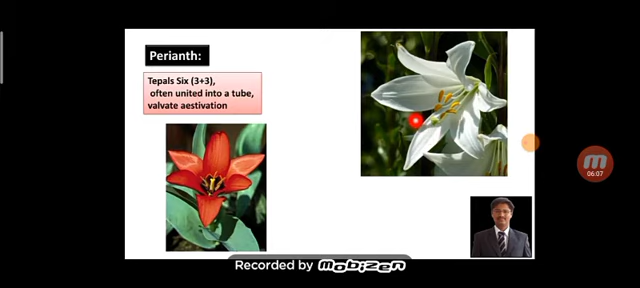 Perianth:
Tepals Six (3+3),
often united into a tube,
valvate aestivation
06:07
Recorded by mobizen